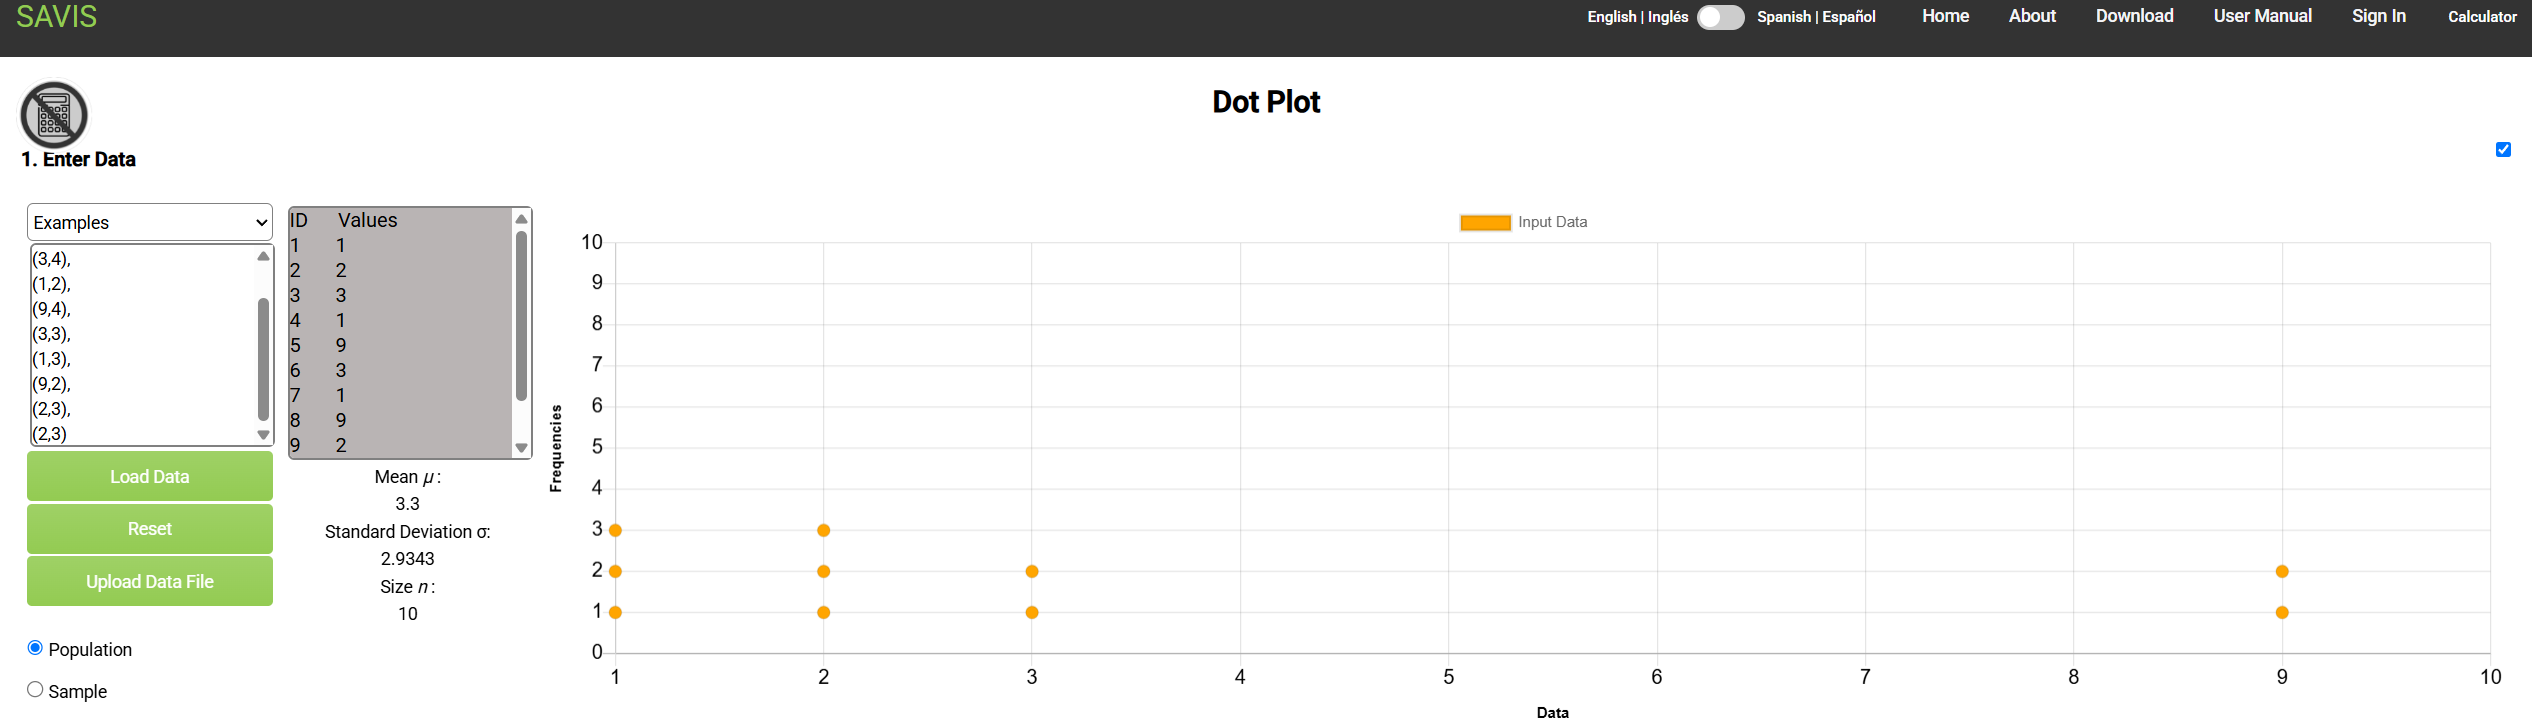 SAVIS
English | Inglés Spanish | Español Home About Download User Manual Sign In Calculator
Dot Plot
1. Enter Data
Examples
(3,4),
(1,2),
(9,4),
(3,3),
(1,3),
(9,2),
(2,3),
(2,3)
Load Data
Reset
Upload Data File
Population
Sample
ID Values
1 1
2 2
3 3
4 1
5 9
6 3
7 1
8 9
9 2
Mean μ :
3.3
Standard Deviation σ:
2.9343
Size n :
10
Input Data
Frequencies
10
9
8
7
6
5
4
3
2
1
0
1 2 3 4 5 6 7 8 9 10
Data